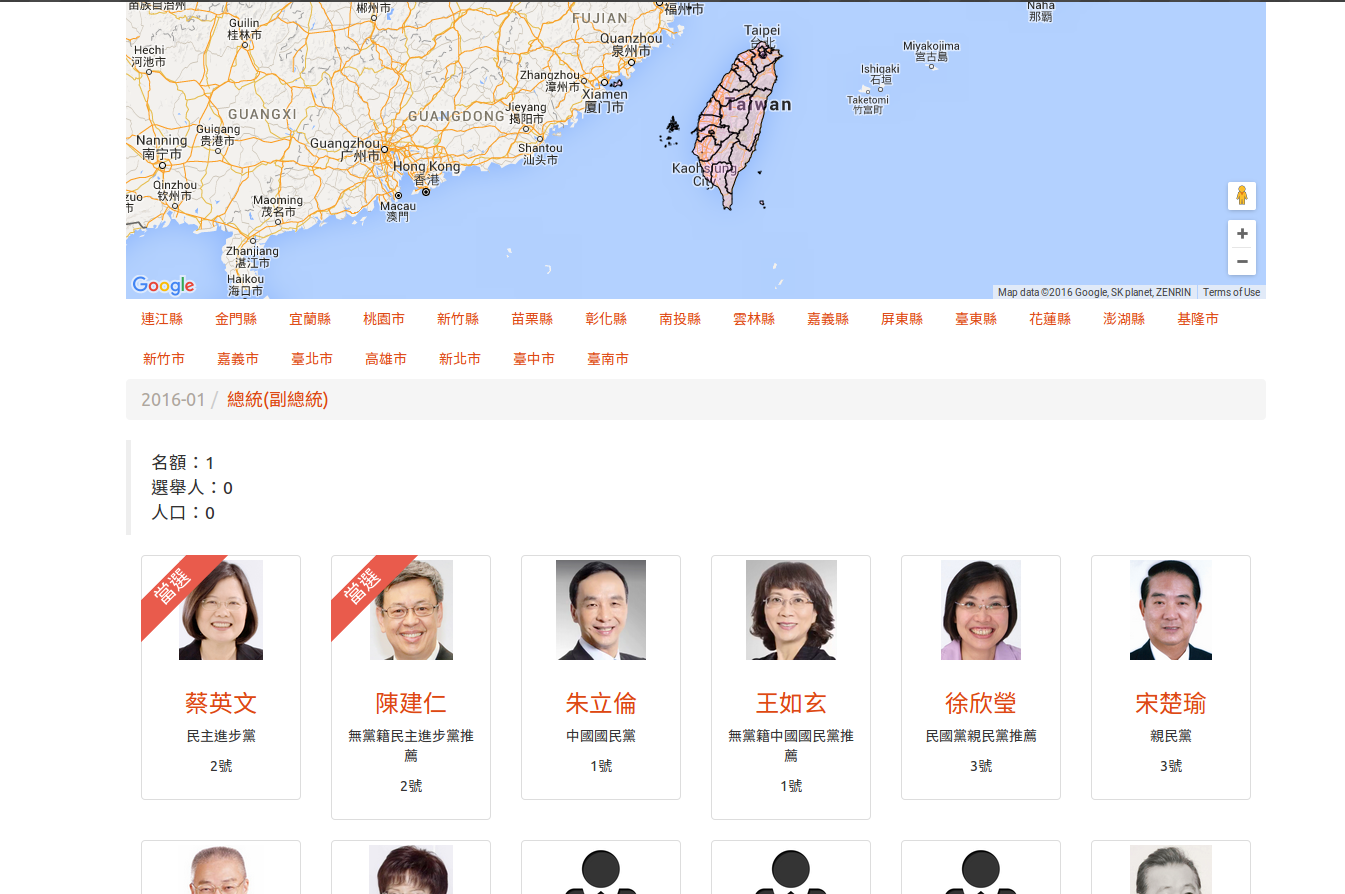 苗族自治州
郴州市
福州市
Naha
那覇
Guilin
桂林市
FUJIAN
Quanzhou
泉州市
Taipei
台北
Hechi
河池市
Miyakojima
宮古島
Zhangzhou
漳州市
Ishigaki
石垣
Xiamen
厦门市
Taketomi
竹富町
Taiwan
GUANGXI
GUANGDONG
Jieyang
揭阳市
Guigang
贵港市
Nanning
南宁市
Guangzhou
广州市
Shantou
汕头市
Hong Kong
香港
Kaohsiung
City
Qinzhou
钦州市
Maoming
茂名市
Macau
澳門
Zhanjiang
湛江市
Haikou
海口市
Google
Map data ©2016 Google, SK planet, ZENRIN Terms of Use
連江縣 金門縣 宜蘭縣 桃園市 新竹縣 苗栗縣 彰化縣 南投縣 雲林縣 嘉義縣 屏東縣 臺東縣 花蓮縣 澎湖縣 基隆市
新竹市 嘉義市 臺北市 高雄市 新北市 臺中市 臺南市
2016-01 / 總統(副總統)
名額：1
選舉人：0
人口：0
當選
蔡英文
民主進步黨
2號
當選
陳建仁
無黨籍民主進步黨推
薦
2號
朱立倫
中國國民黨
1號
王如玄
無黨籍中國國民黨推
薦
1號
徐欣瑩
民國黨親民黨推薦
3號
宋楚瑜
親民黨
3號